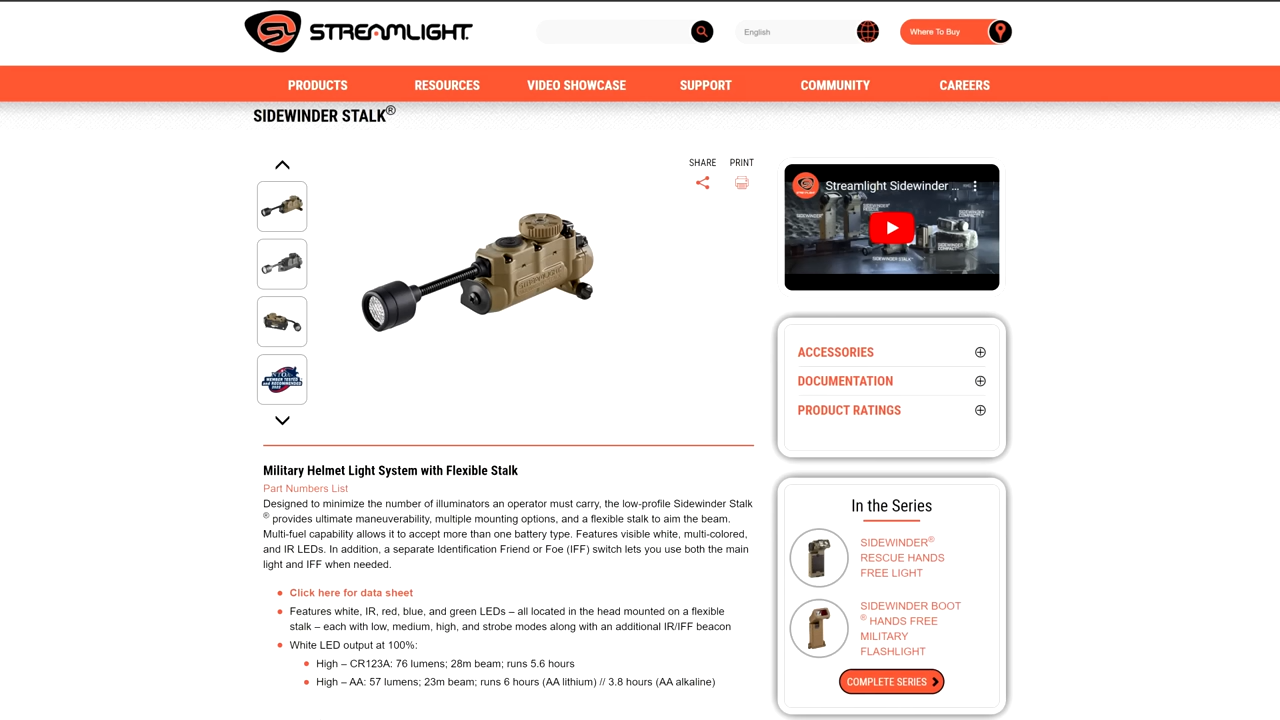 STREAMLIGHT
English
Where To Buy
PRODUCTS
RESOURCES
VIDEO SHOWCASE
SUPPORT
COMMUNITY
CAREERS
SIDEWINDER STALK®
SHARE
PRINT
STREAMLIGHT
Streamlight Sidewinder ...
SIDEWINDER STALK
ACCESSORIES
DOCUMENTATION
PRODUCT RATINGS
Military Helmet Light System with Flexible Stalk
Part Numbers List
Designed to minimize the number of illuminators an operator must carry, the low-profile Sidewinder Stalk
® provides ultimate maneuverability, multiple mounting options, and a flexible stalk to aim the beam.
Multi-fuel capability allows it to accept more than one battery type. Features visible white, multi-colored,
and IR LEDs. In addition, a separate Identification Friend or Foe (IFF) switch lets you use both the main
light and IFF when needed.
Click here for data sheet
Features white, IR, red, blue, and green LEDs – all located in the head mounted on a flexible
stalk – each with low, medium, high, and strobe modes along with an additional IR/IFF beacon
White LED output at 100%:
High – CR123A: 76 lumens; 28m beam; runs 5.6 hours
High – AA: 57 lumens; 23m beam; runs 6 hours (AA lithium) // 3.8 hours (AA alkaline)
In the Series
SIDEWINDER®
RESCUE HANDS
FREE LIGHT
SIDEWINDER BOOT
® HANDS FREE
MILITARY
FLASHLIGHT
COMPLETE SERIES